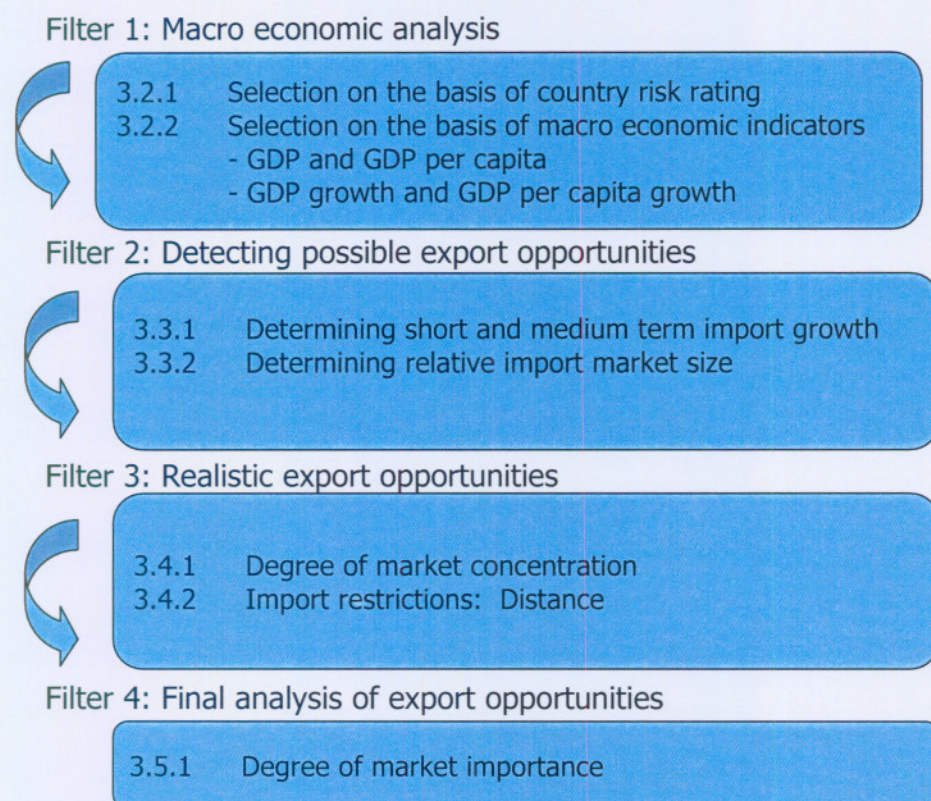 Filter 1: Macro economic analysis
3.2.1 Selection on the basis of country risk rating
3.2.2 Selection on the basis of macro economic indicators
- GDP and GDP per capita
- GDP growth and GDP per capita growth
Filter 2: Detecting possible export opportunities
3.3.1 Determining short and medium term import growth
3.3.2 Determining relative import market size
Filter 3: Realistic export opportunities
3.4.1 Degree of market concentration
3.4.2 Import restrictions: Distance
Filter 4: Final analysis of export opportunities
3.5.1 Degree of market importance